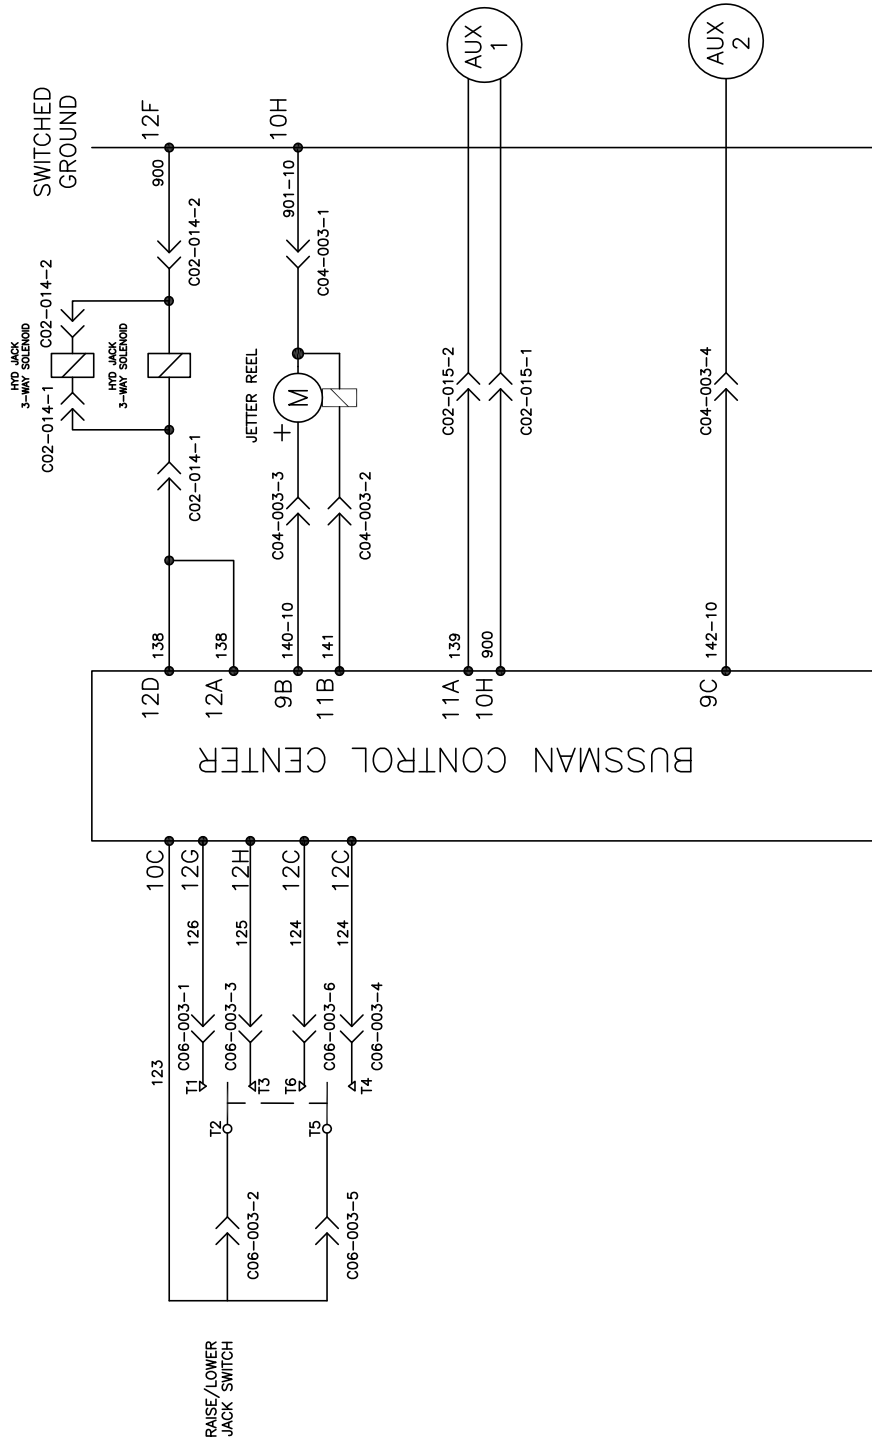 RAISE/LOWER
JACK SWITCH
C06-003-2
C06-003-5
T2
T5
123
T1
T3
T6
T4
C06-003-1
C06-003-3
C06-003-6
C06-003-4
126
125
124
124
10C
12G
12H
12C
12C
BUSSMAN CONTROL CENTER
12D
12A
9B
11B
11A
10H
9C
138
138
140-10
141
139
900
142-10
C02-014-1
C04-003-3
C04-003-2
C02-014-1
HYD JACK
3-WAY SOLENOID
C02-014-2
HYD JACK
3-WAY SOLENOID
JETTER REEL
+
M
C02-015-2
C02-015-1
C04-003-4
C02-014-2
C04-003-1
900
901-10
SWITCHED
GROUND
12F
10H
AUX
1
AUX
2